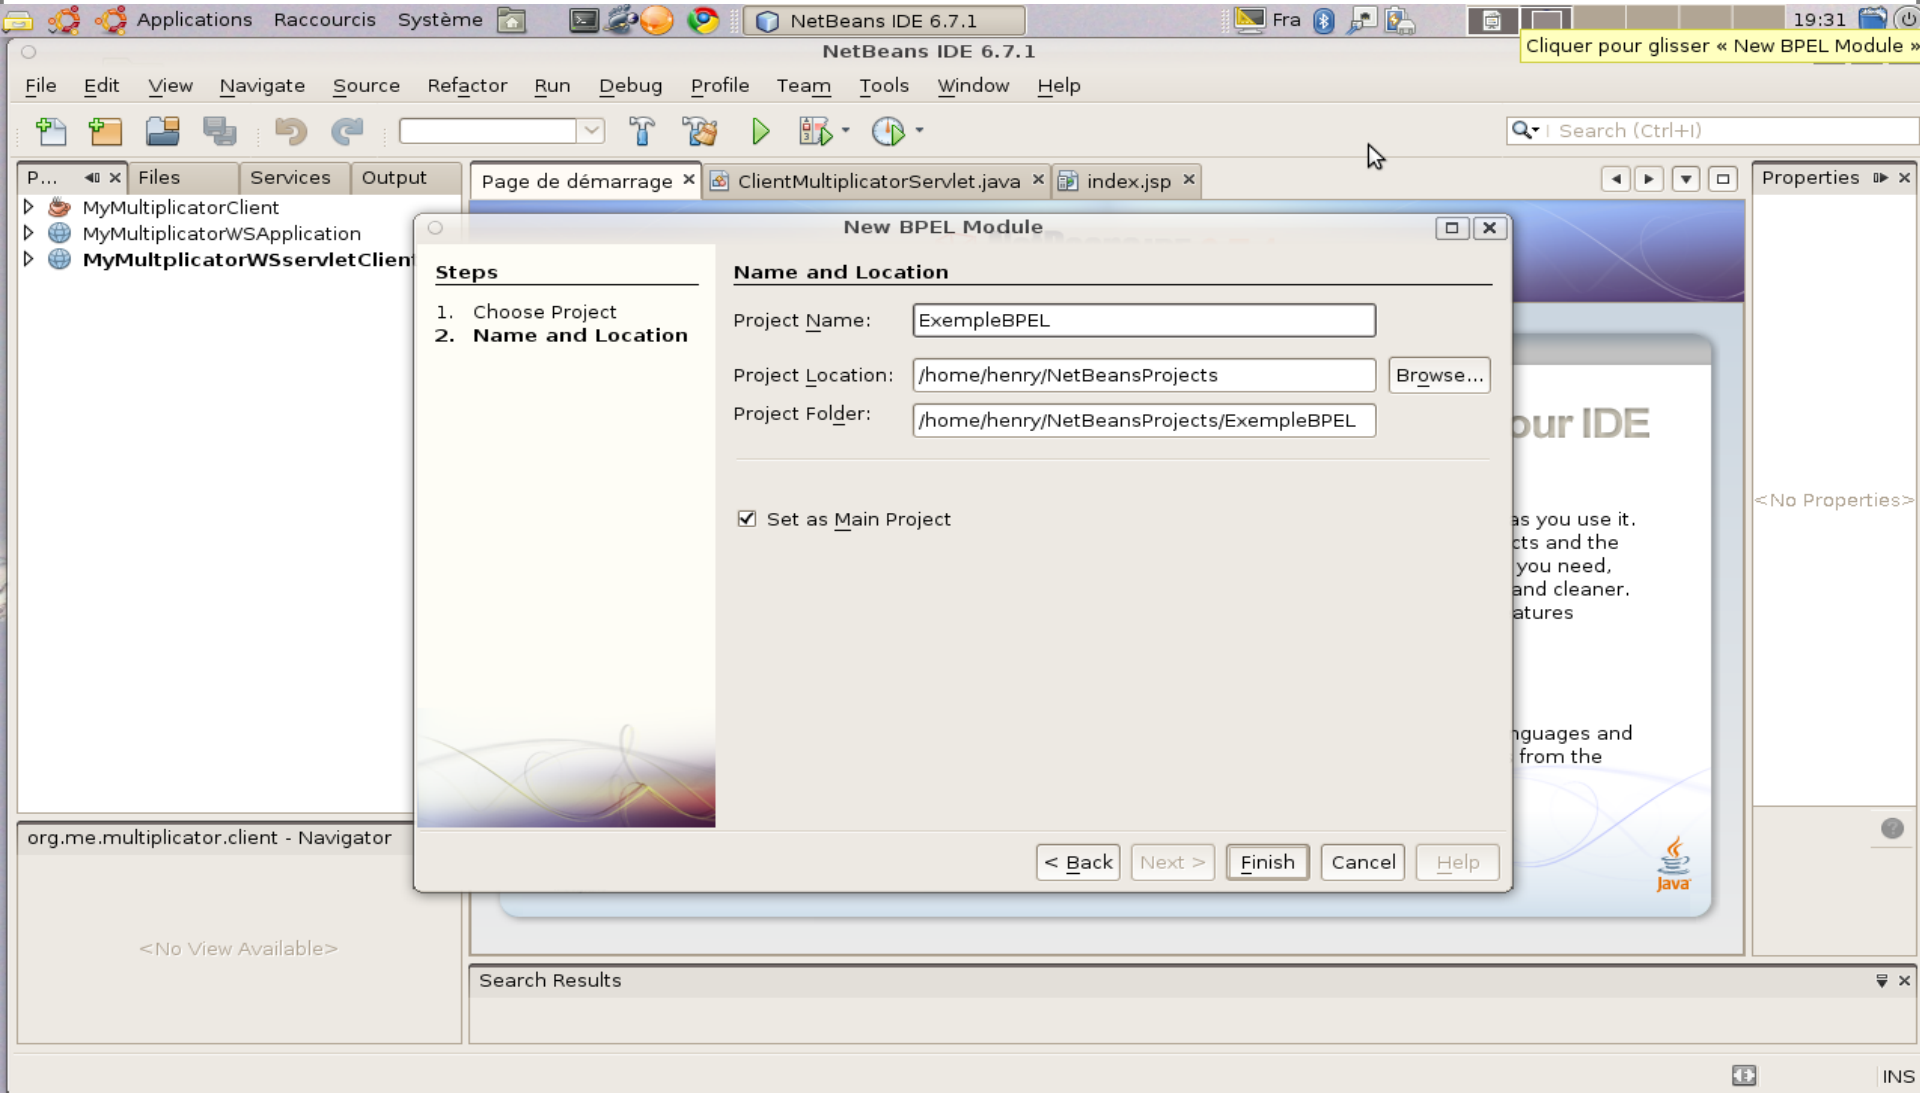 Applications Raccourcis Système
NetBeans IDE 6.7.1
Fra
19:31
Cliquer pour glisser « New BPEL Module »
NetBeans IDE 6.7.1
File Edit View Navigate Source Refactor Run Debug Profile Team Tools Window Help
Search (Ctrl+I)
P... Files Services Output
Page de démarrage ClientMultiplicatorServlet.java index.jsp
Properties
MyMultiplicatorClient
MyMultiplicatorWSApplication
MyMultplicatorWSservletClient
New BPEL Module
Steps
1. Choose Project
2. Name and Location
Name and Location
Project Name: ExempleBPEL
Project Location: /home/henry/NetBeansProjects Browse...
Project Folder: /home/henry/NetBeansProjects/ExempleBPEL
Set as Main Project
< Back Next > Finish Cancel Help
our IDE
as you use it.
cts and the
you need,
and cleaner.
atures
nguages and
from the
Java
<No Properties>
org.me.multiplicator.client - Navigator
<No View Available>
Search Results
INS